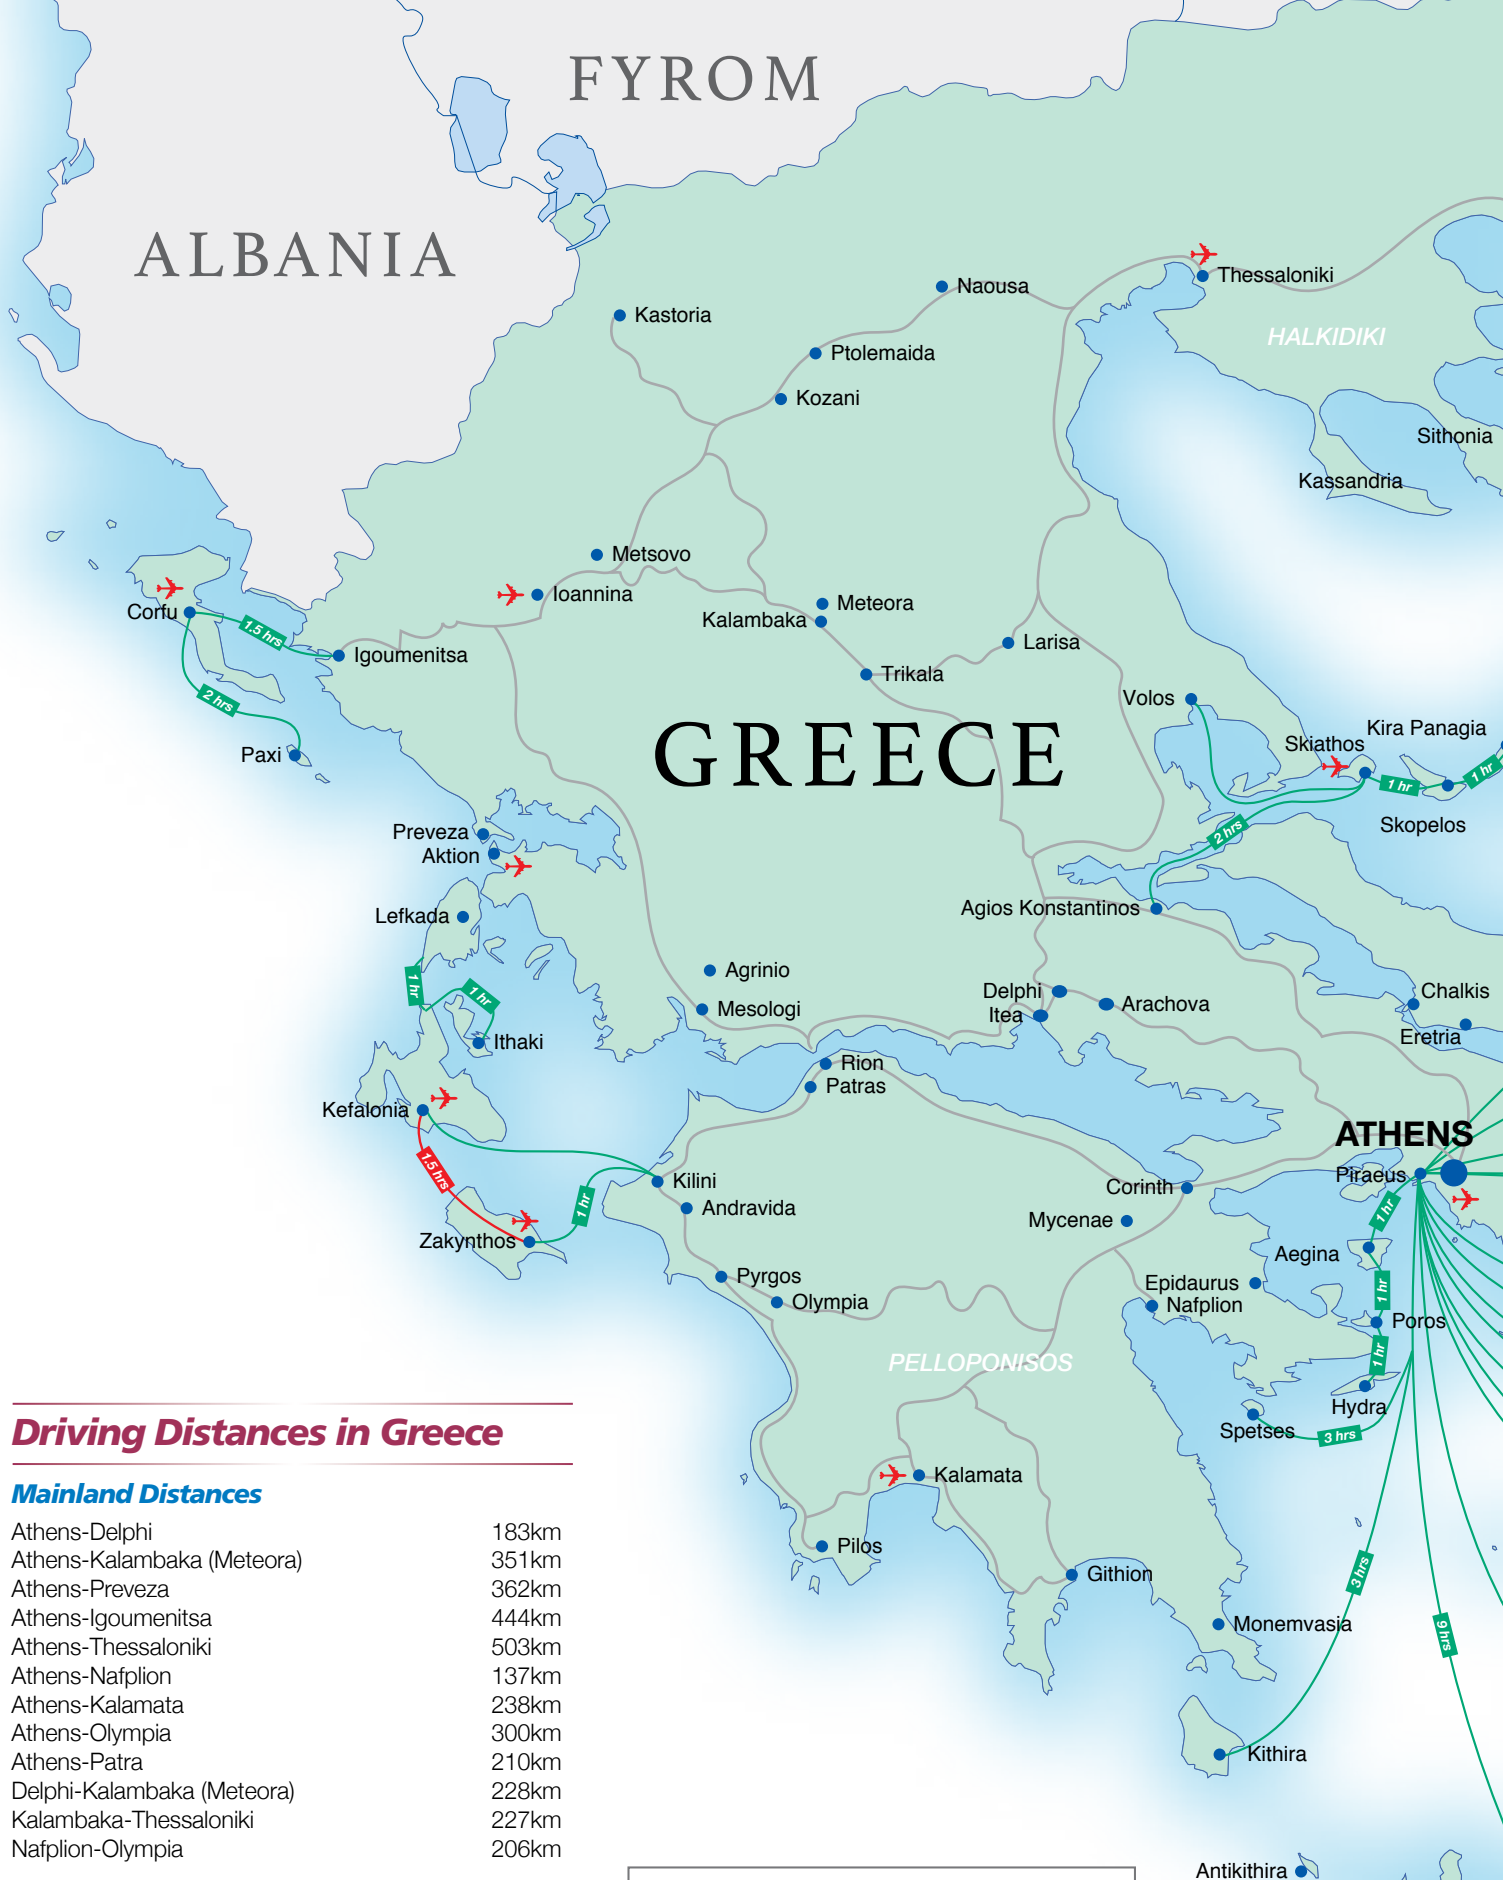 FYROM
ALBANIA
Thessaloniki
Naousa
Kastoria
HALKIDIKI
Ptolemaida
Kozani
Sithonia
Kassandria
Metsovo
Ioannina
Meteora
Corfu
Kalambaka
1.5 hrs
Larisa
Igoumenitsa
Trikala
2 hrs
Volos
Kira Panagia
Skiathos
Paxi
GREECE
1 hr
1 hr
Skopelos
Preveza
2 hrs
Aktion
Agios Konstantinos
Lefkada
Agrinio
1 hr
1 hr
Delphi
Chalkis
Arachova
Mesologi
Itea
Eretria
Ithaki
Rion
Patras
Kefalonia
ATHENS
1.5 hrs
Piraeus
Kilini
Corinth
Andravida
1 hr
1 hr
Mycenae
Zakynthos
Aegina
Pyrgos
Epidaurus
1 hr
Olympia
Nafplion
Poros
1 hr
PELLOPONISOS
Hydra
Spetses
3 hrs
Kalamata
Pilos
Githion
3 hrs
Monemvasia
9 hrs
Kithira
Antikithira
Driving Distances in Greece
Mainland Distances
Athens-Delphi 183km
Athens-Kalambaka (Meteora) 351km
Athens-Preveza 362km
Athens-Igoumenitsa 444km
Athens-Thessaloniki 503km
Athens-Nafplion 137km
Athens-Kalamata 238km
Athens-Olympia 300km
Athens-Patra 210km
Delphi-Kalambaka (Meteora) 228km
Kalambaka-Thessaloniki 227km
Nafplion-Olympia 206km